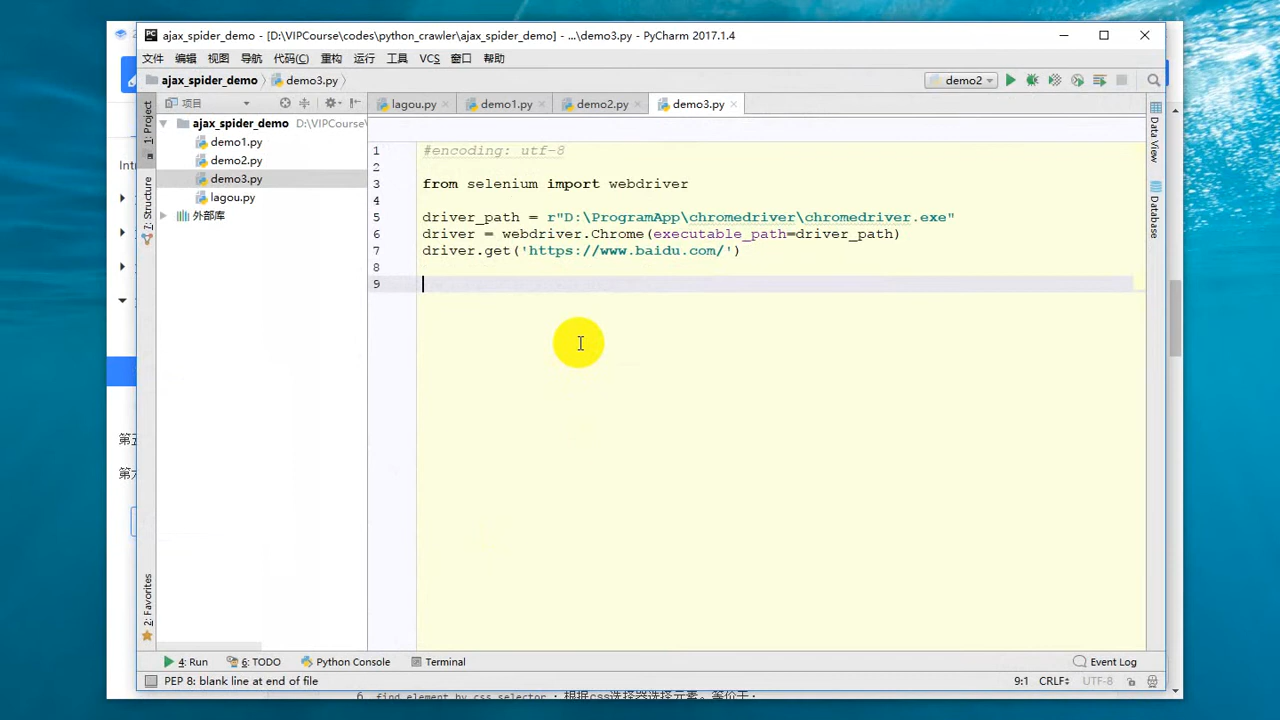 ajax_spider_demo - [D:\VIPCourse\codes\python_crawler\ajax_spider_demo] - ...\demo3.py - PyCharm 2017.1.4
文件 编辑 视图 导航 代码(C) 重构 运行 工具 VCS 窗口 帮助
ajax_spider_demo demo3.py demo2
1: Project 项目 lagou.py demo1.py demo2.py demo3.py
ajax_spider_demo D:\VIPCourse\
demo1.py
demo2.py
demo3.py
lagou.py
外部库
1 #encoding: utf-8
2
3 from selenium import webdriver
4
5 driver_path = r"D:\ProgramApp\chromedriver\chromedriver.exe"
6 driver = webdriver.Chrome(executable_path=driver_path)
7 driver.get('https://www.baidu.com/')
8
9
7: Structure
2: Favorites
Data View
Database
Intr
第五
第六
4: Run 6: TODO Python Console Terminal Event Log
PEP 8: blank line at end of file 9:1 CRLF UTF-8
6 find_element_by_css_selector：根据css选择器选择元素。等价于：